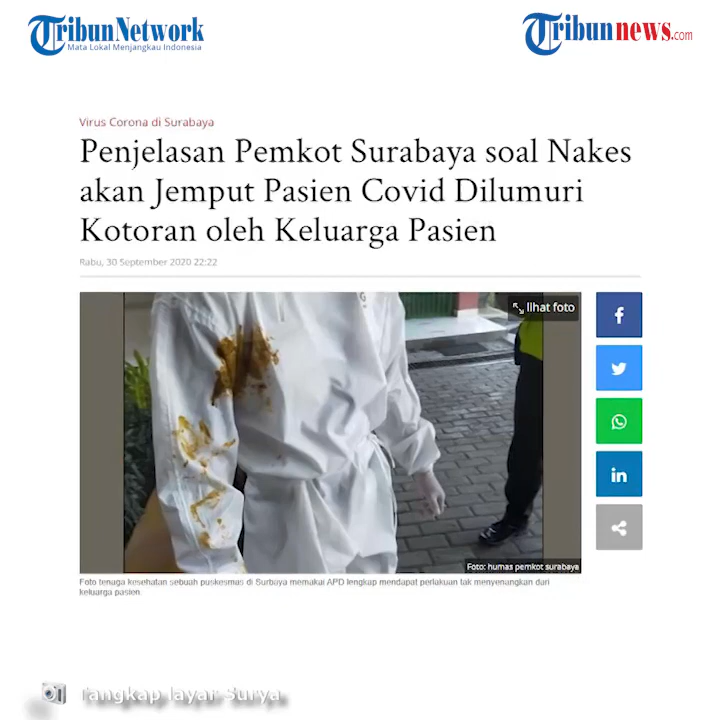 TribunNetwork
Mata Lokal Menjangkau Indonesia
Tribunnews.com
Virus Corona di Surabaya
Penjelasan Pemkot Surabaya soal Nakes
akan Jemput Pasien Covid Dilumuri
Kotoran oleh Keluarga Pasien
Rabu, 30 September 2020 22:22
lihat foto
Foto: humas pemkot surabaya
Foto tenaga kesehatan sebuah puskesmas di Surbaya memakai APD lengkap mendapat perlakuan tak menyenangkan dari
keluarga pasien.
Tangkap layar Surya